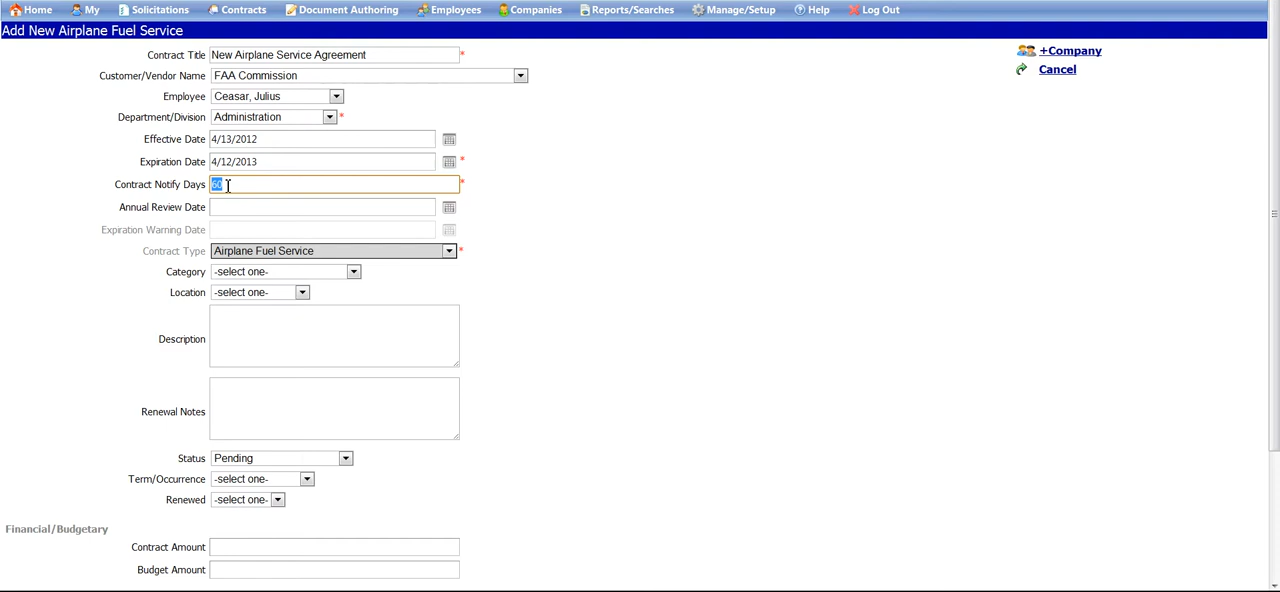 Home My Solicitations Contracts Document Authoring Employees Companies Reports/Searches Manage/Setup Help Log Out
Add New Airplane Fuel Service
Contract Title New Airplane Service Agreement *
+Company
Customer/Vendor Name FAA Commission
Cancel
Employee Ceasar, Julius
Department/Division Administration *
Effective Date 4/13/2012
Expiration Date 4/12/2013 *
Contract Notify Days 60 *
Annual Review Date
Expiration Warning Date
Contract Type Airplane Fuel Service *
Category -select one-
Location -select one-
Description
Renewal Notes
Status Pending
Term/Occurrence -select one-
Renewed -select one-
Financial/Budgetary
Contract Amount
Budget Amount